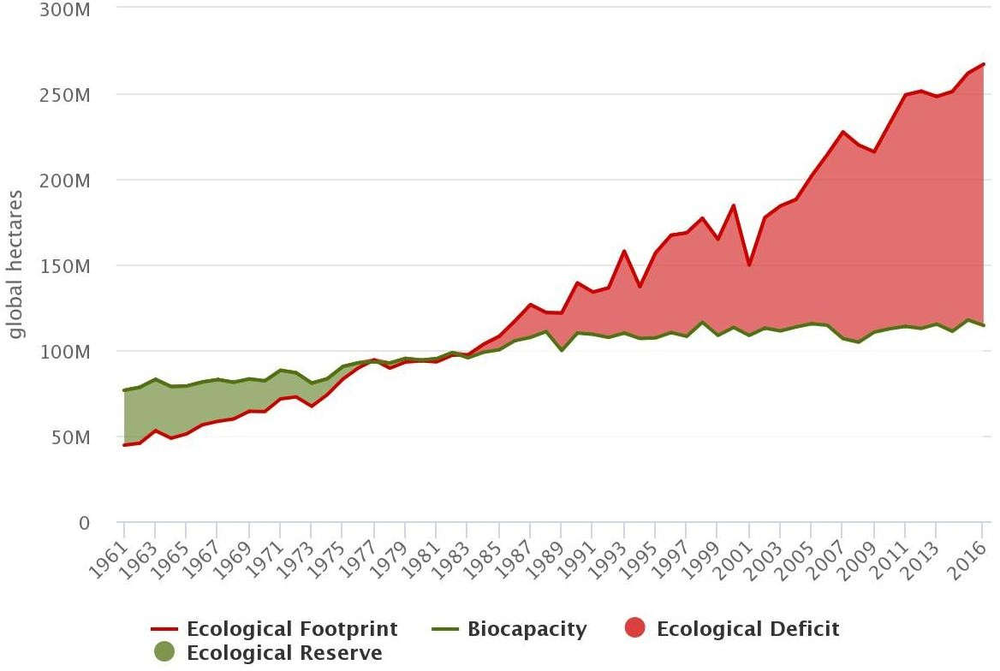 300M
250M
200M
150M
100M
50M
0
global hectares
1961 1963 1965 1967 1969 1971 1973 1975 1977 1979 1981 1983 1985 1987 1989 1991 1993 1995 1997 1999 2001 2003 2005 2007 2009 2011 2013 2016
Ecological Footprint Biocapacity Ecological Deficit
Ecological Reserve